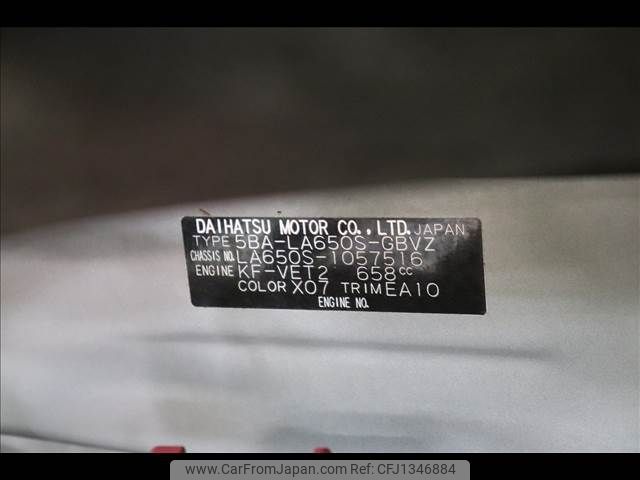 DAIHATSU MOTOR CO., LTD. JAPAN
TYPE 5BA-LA650S-GBVZ
CHASSIS NO. LA650S-1057516
ENGINE KF-VET2 658cc
COLOR X07 TRIM EA10
ENGINE NO.
www.CarFromJapan.com | CFJ1346884